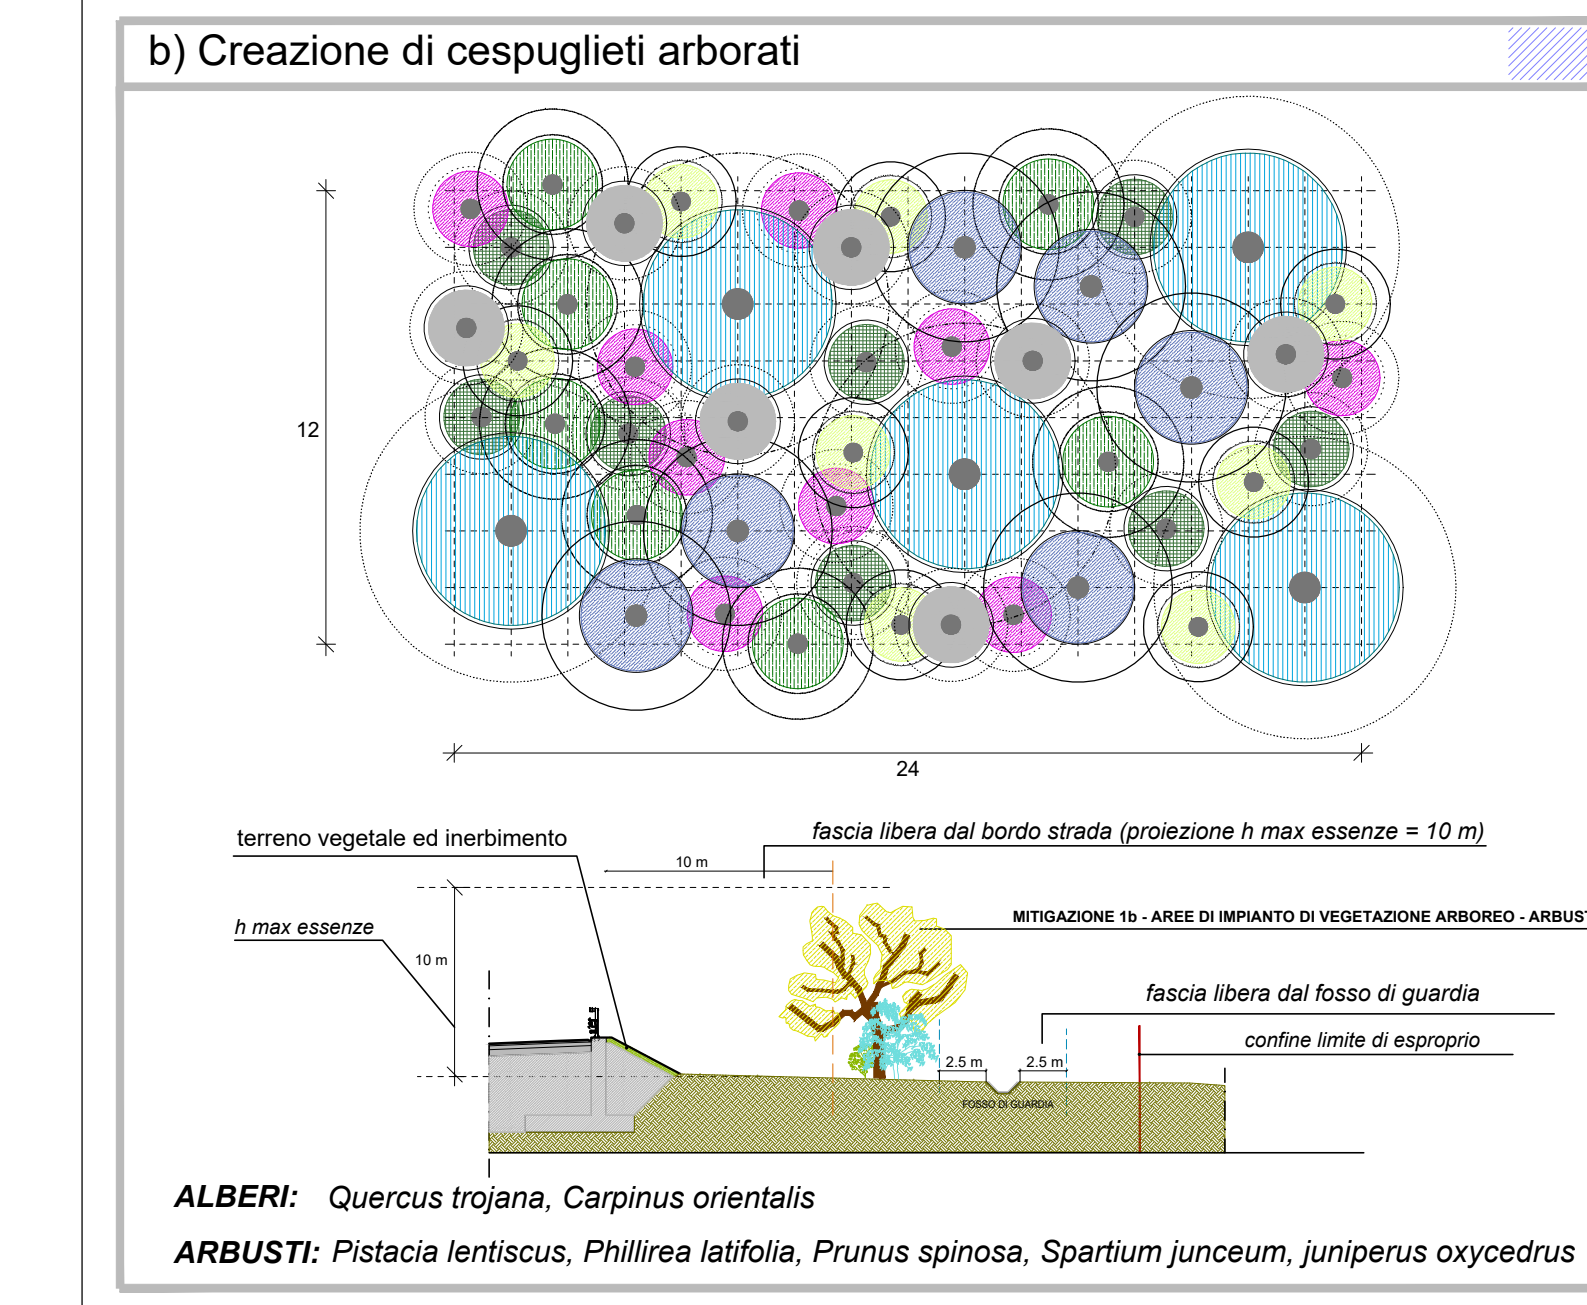 b) Creazione di cespuglieti arborati
12
24
terreno vegetale ed inerbimento
fascia libera dal bordo strada (proiezione h max essenze = 10 m)
10 m
h max essenze
MITIGAZIONE 1b - AREE DI IMPIANTO DI VEGETAZIONE ARBOREO - ARBUST
10 m
fascia libera dal fosso di guardia
confine limite di esproprio
2.5 m
2.5 m
FOSSO DI GUARDIA
ALBERI: Quercus trojana, Carpinus orientalis
ARBUSTI: Pistacia lentiscus, Phillirea latifolia, Prunus spinosa, Spartium junceum, juniperus oxycedrus